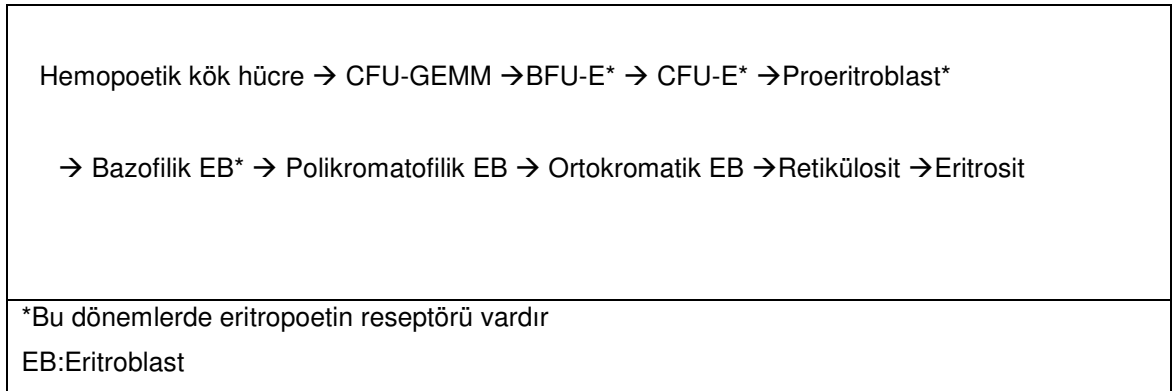 Hemopoetik kök hücre → CFU-GEMM →BFU-E* → CFU-E* →Proeritroblast*
→ Bazofilik EB* → Polikromatofilik EB → Ortokromatik EB →Retikülosit →Eritrosit
*Bu dönemlerde eritropoetin reseptörü vardır
EB:Eritroblast